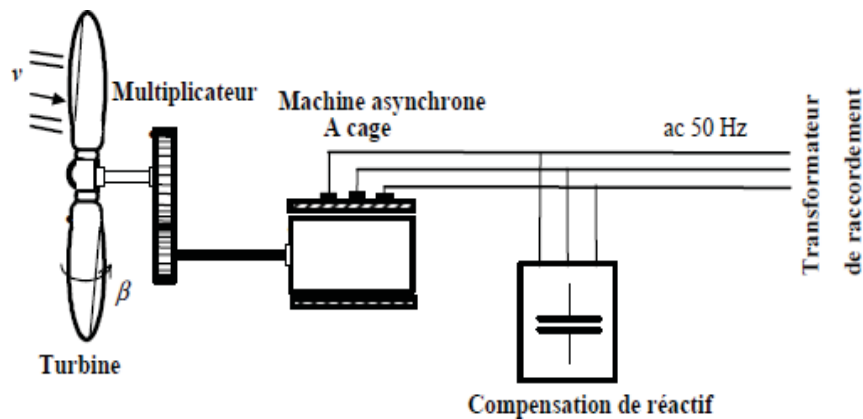 v
Multiplicateur
Machine asynchrone
A cage
ac 50 Hz
Transformateur
de raccordement
β
Turbine
Compensation de réactif